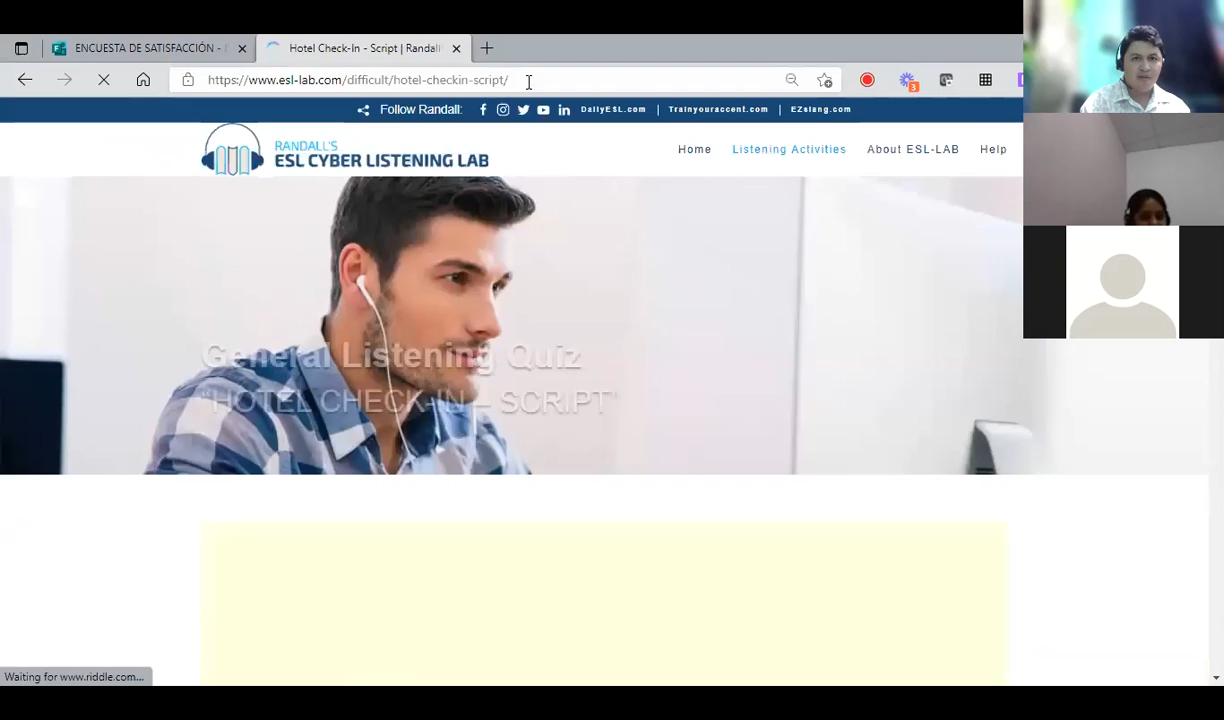 ENCUESTA DE SATISFACCIÓN -
Hotel Check-In - Script | Randal
https://www.esl-lab.com/difficult/hotel-checkin-script/
3
Follow Randall:
DailyESL.com | Trainyouraccent.com | EZslang.com
RANDALL'S
ESL CYBER LISTENING LAB
Home
Listening Activities
About ESL-LAB
Help
General Listening Quiz
"HOTEL CHECK-IN – SCRIPT"
Waiting for www.riddle.com...